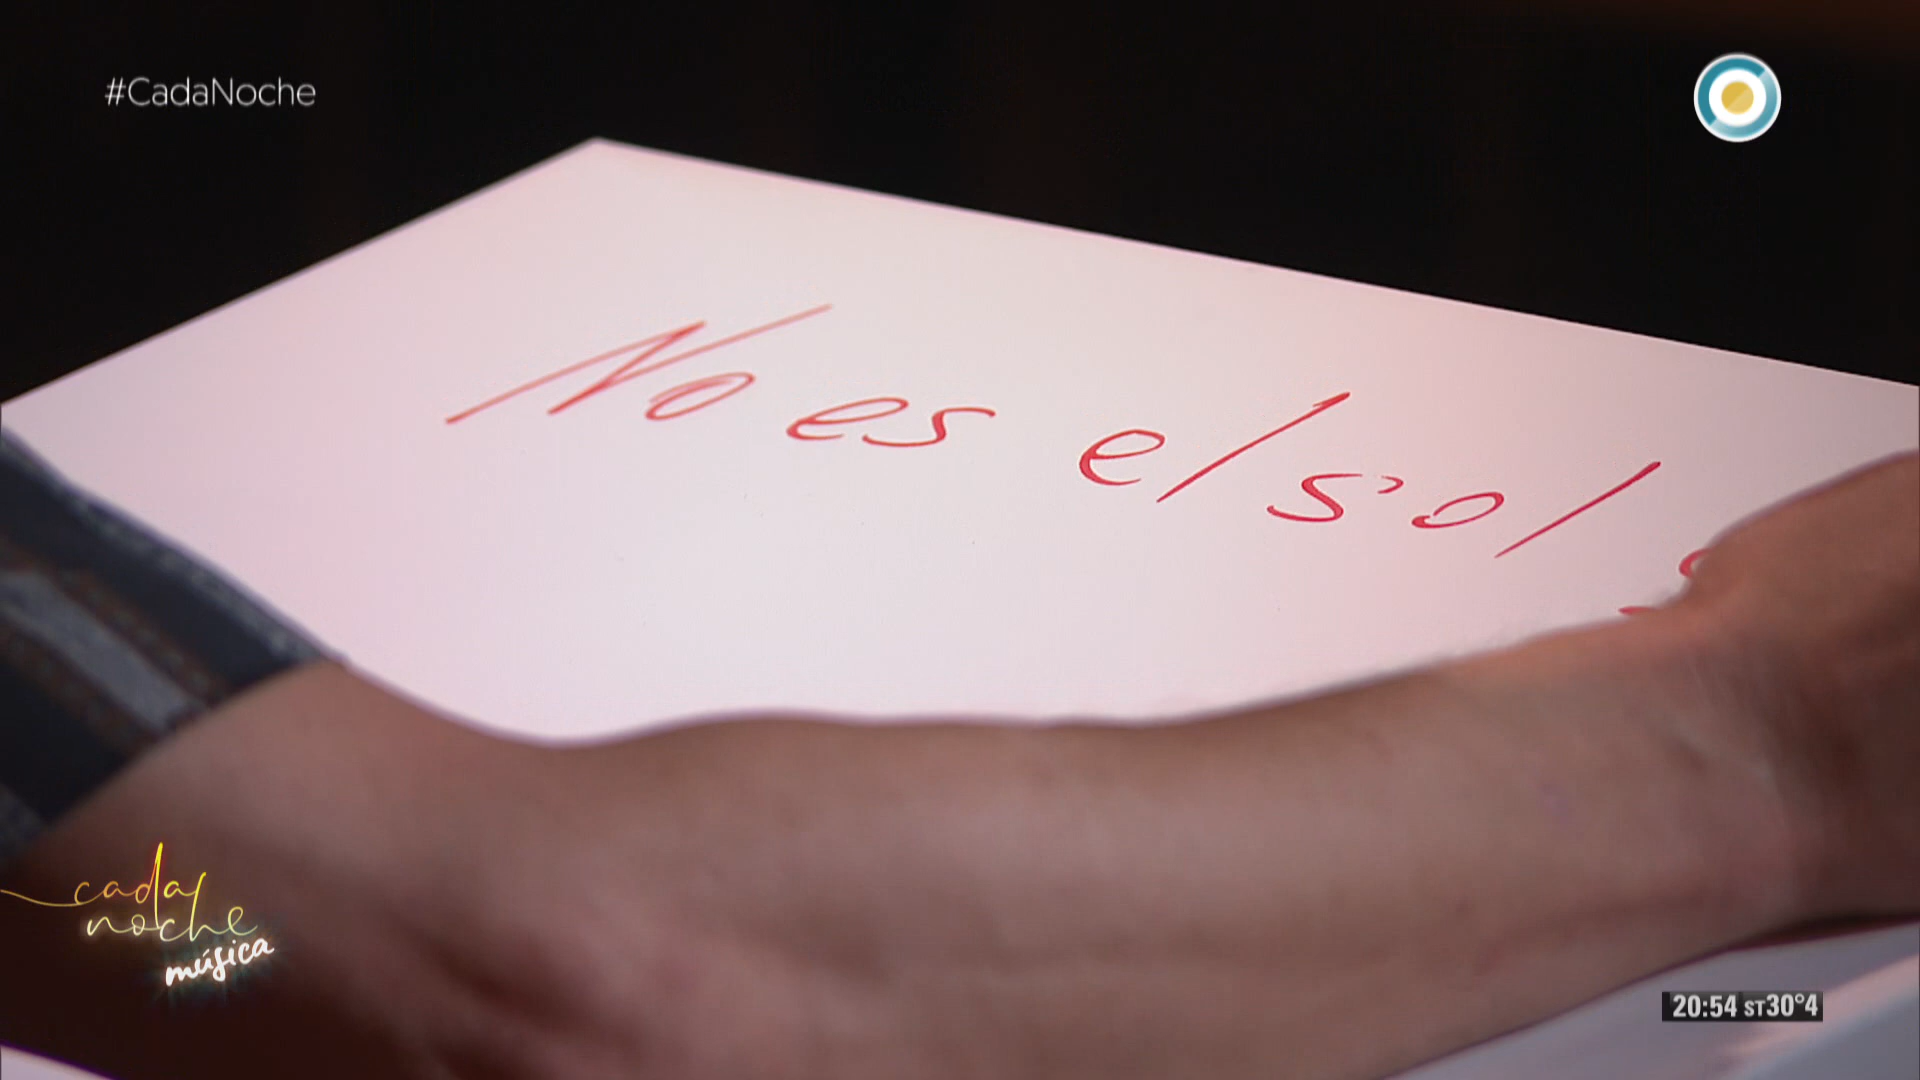 #CadaNoche
No es el sol
cada
noche
música
20:54 ST30°4